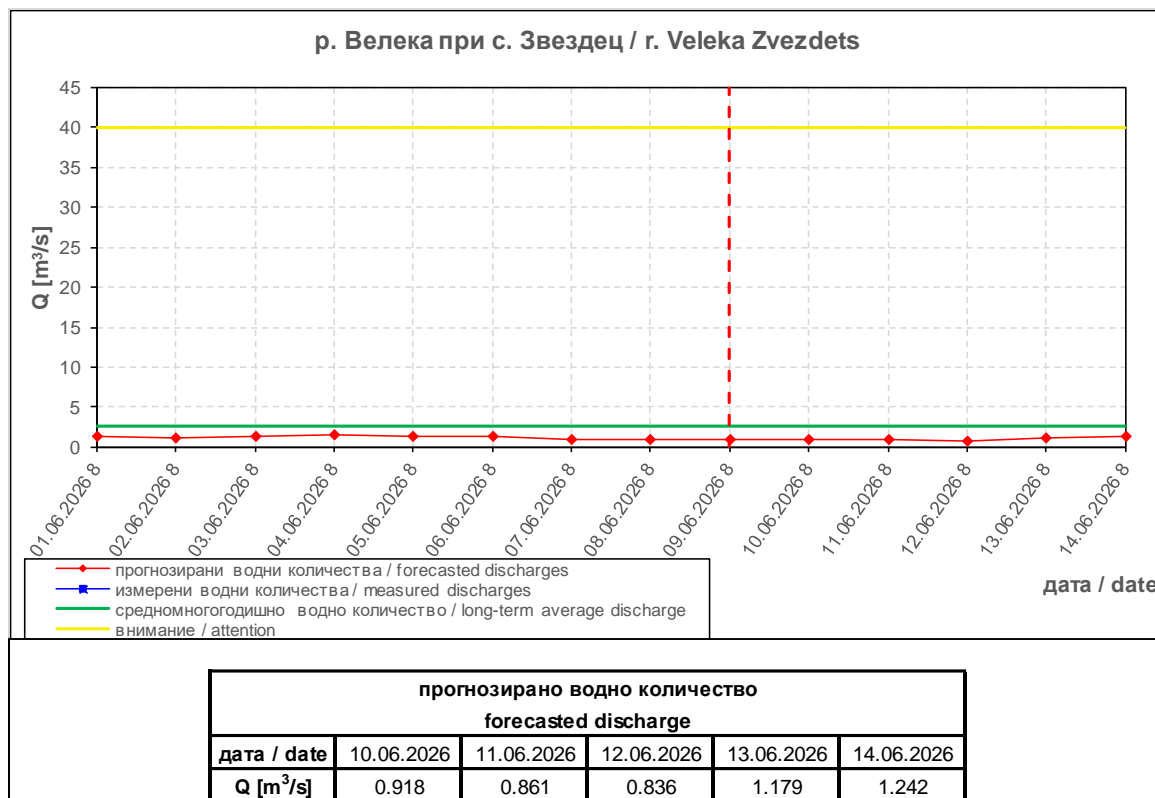 р. Велека при с. Звездец / r. Veleka Zvezdets
Q [m³/s]
45
40
35
30
25
20
15
10
5
0
01.06.2026 8
02.06.2026 8
03.06.2026 8
04.06.2026 8
05.06.2026 8
06.06.2026 8
07.06.2026 8
08.06.2026 8
09.06.2026 8
10.06.2026 8
11.06.2026 8
12.06.2026 8
13.06.2026 8
14.06.2026 8
дата / date
прогнозирани водни количества / forecasted discharges
измерени водни количества / measured discharges
средномногогодишно водно количество / long-term average discharge
внимание / attention
прогнозирано водно количество
forecasted discharge
дата / date 10.06.2026 11.06.2026 12.06.2026 13.06.2026 14.06.2026
Q [m³/s] 0.918 0.861 0.836 1.179 1.242